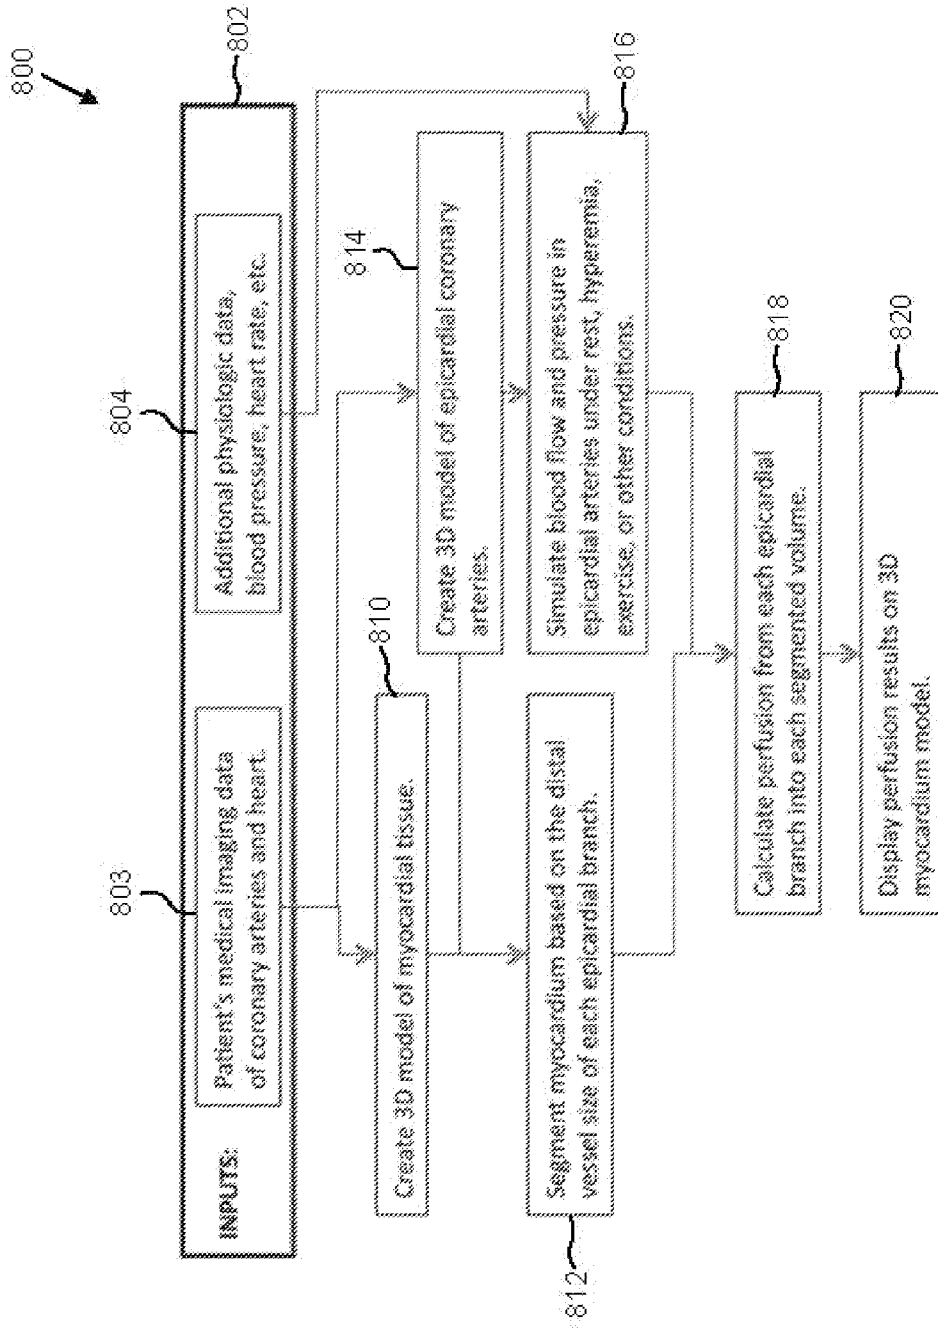 800
802
INPUTS:
803
Patient's medical imaging data
of coronary arteries and heart.
804
Additional physiologic data,
blood pressure, heart rate, etc.
810
Create 3D model of myocardial tissue.
814
Create 3D model of epicardial coronary
arteries.
812
Segment myocardium based on the distal
vessel size of each epicardial branch.
816
Simulate blood flow and pressure in
epicardial arteries under rest, hyperemia,
exercise, or other conditions.
818
Calculate perfusion from each epicardial
branch into each segmented volume.
820
Display perfusion results on 3D
myocardium model.